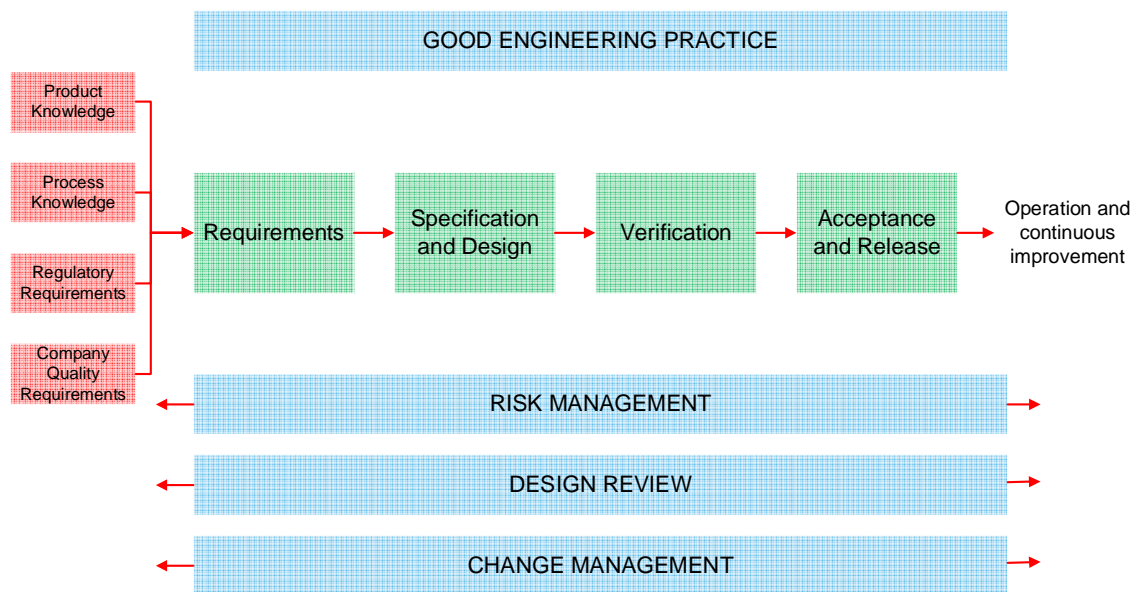 GOOD ENGINEERING PRACTICE
Product
Knowledge
Process
Knowledge
Regulatory
Requirements
Company
Quality
Requirements
Requirements
Specification
and Design
Verification
Acceptance
and Release
Operation and
continuous
improvement
RISK MANAGEMENT
DESIGN REVIEW
CHANGE MANAGEMENT